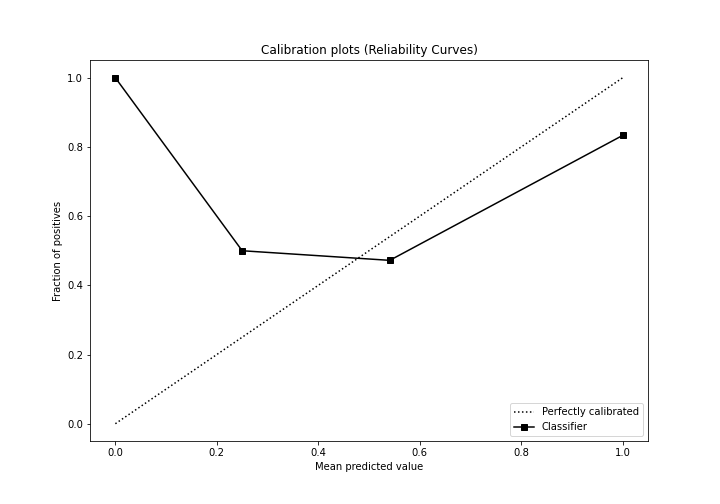 Calibration plots (Reliability Curves)
1.0
0.8
0.6
0.4
0.2
0.0
Fraction of positives
0.0 0.2 0.4 0.6 0.8 1.0
Mean predicted value
Perfectly calibrated
Classifier